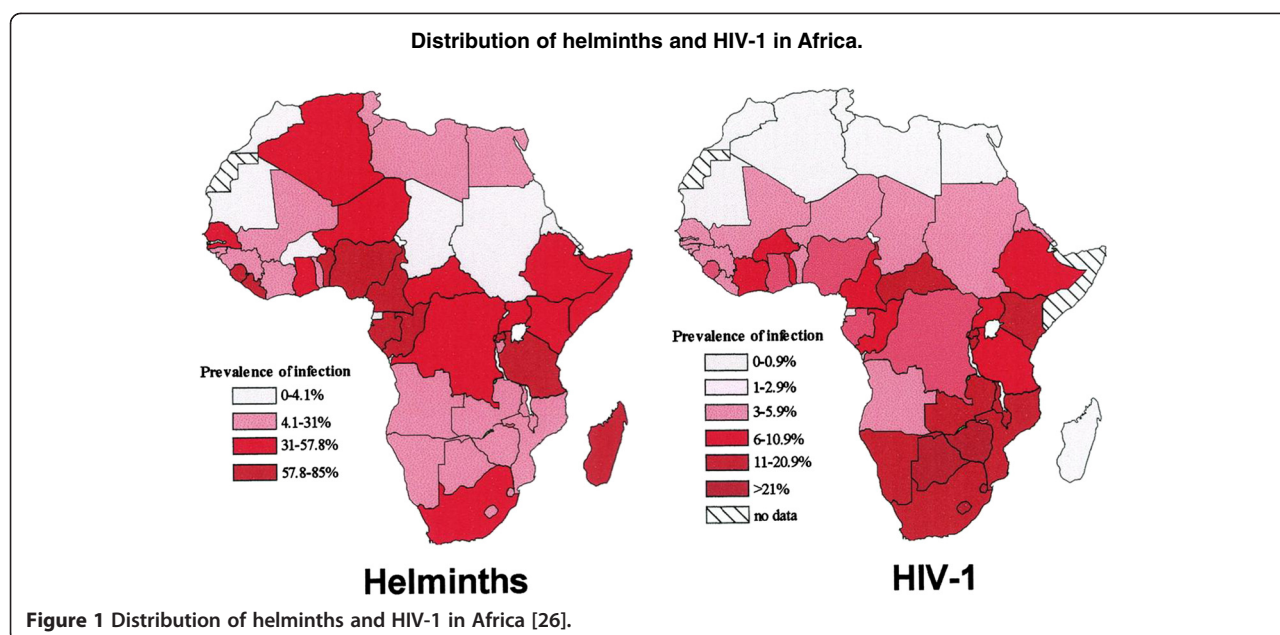 Distribution of helminths and HIV-1 in Africa.
Prevalence of infection
0-4.1%
4.1-31%
31-57.8%
57.8-85%
Helminths
Prevalence of infection
0-0.9%
1-2.9%
3-5.9%
6-10.9%
11-20.9%
>21%
no data
HIV-1
Figure 1 Distribution of helminths and HIV-1 in Africa [26].